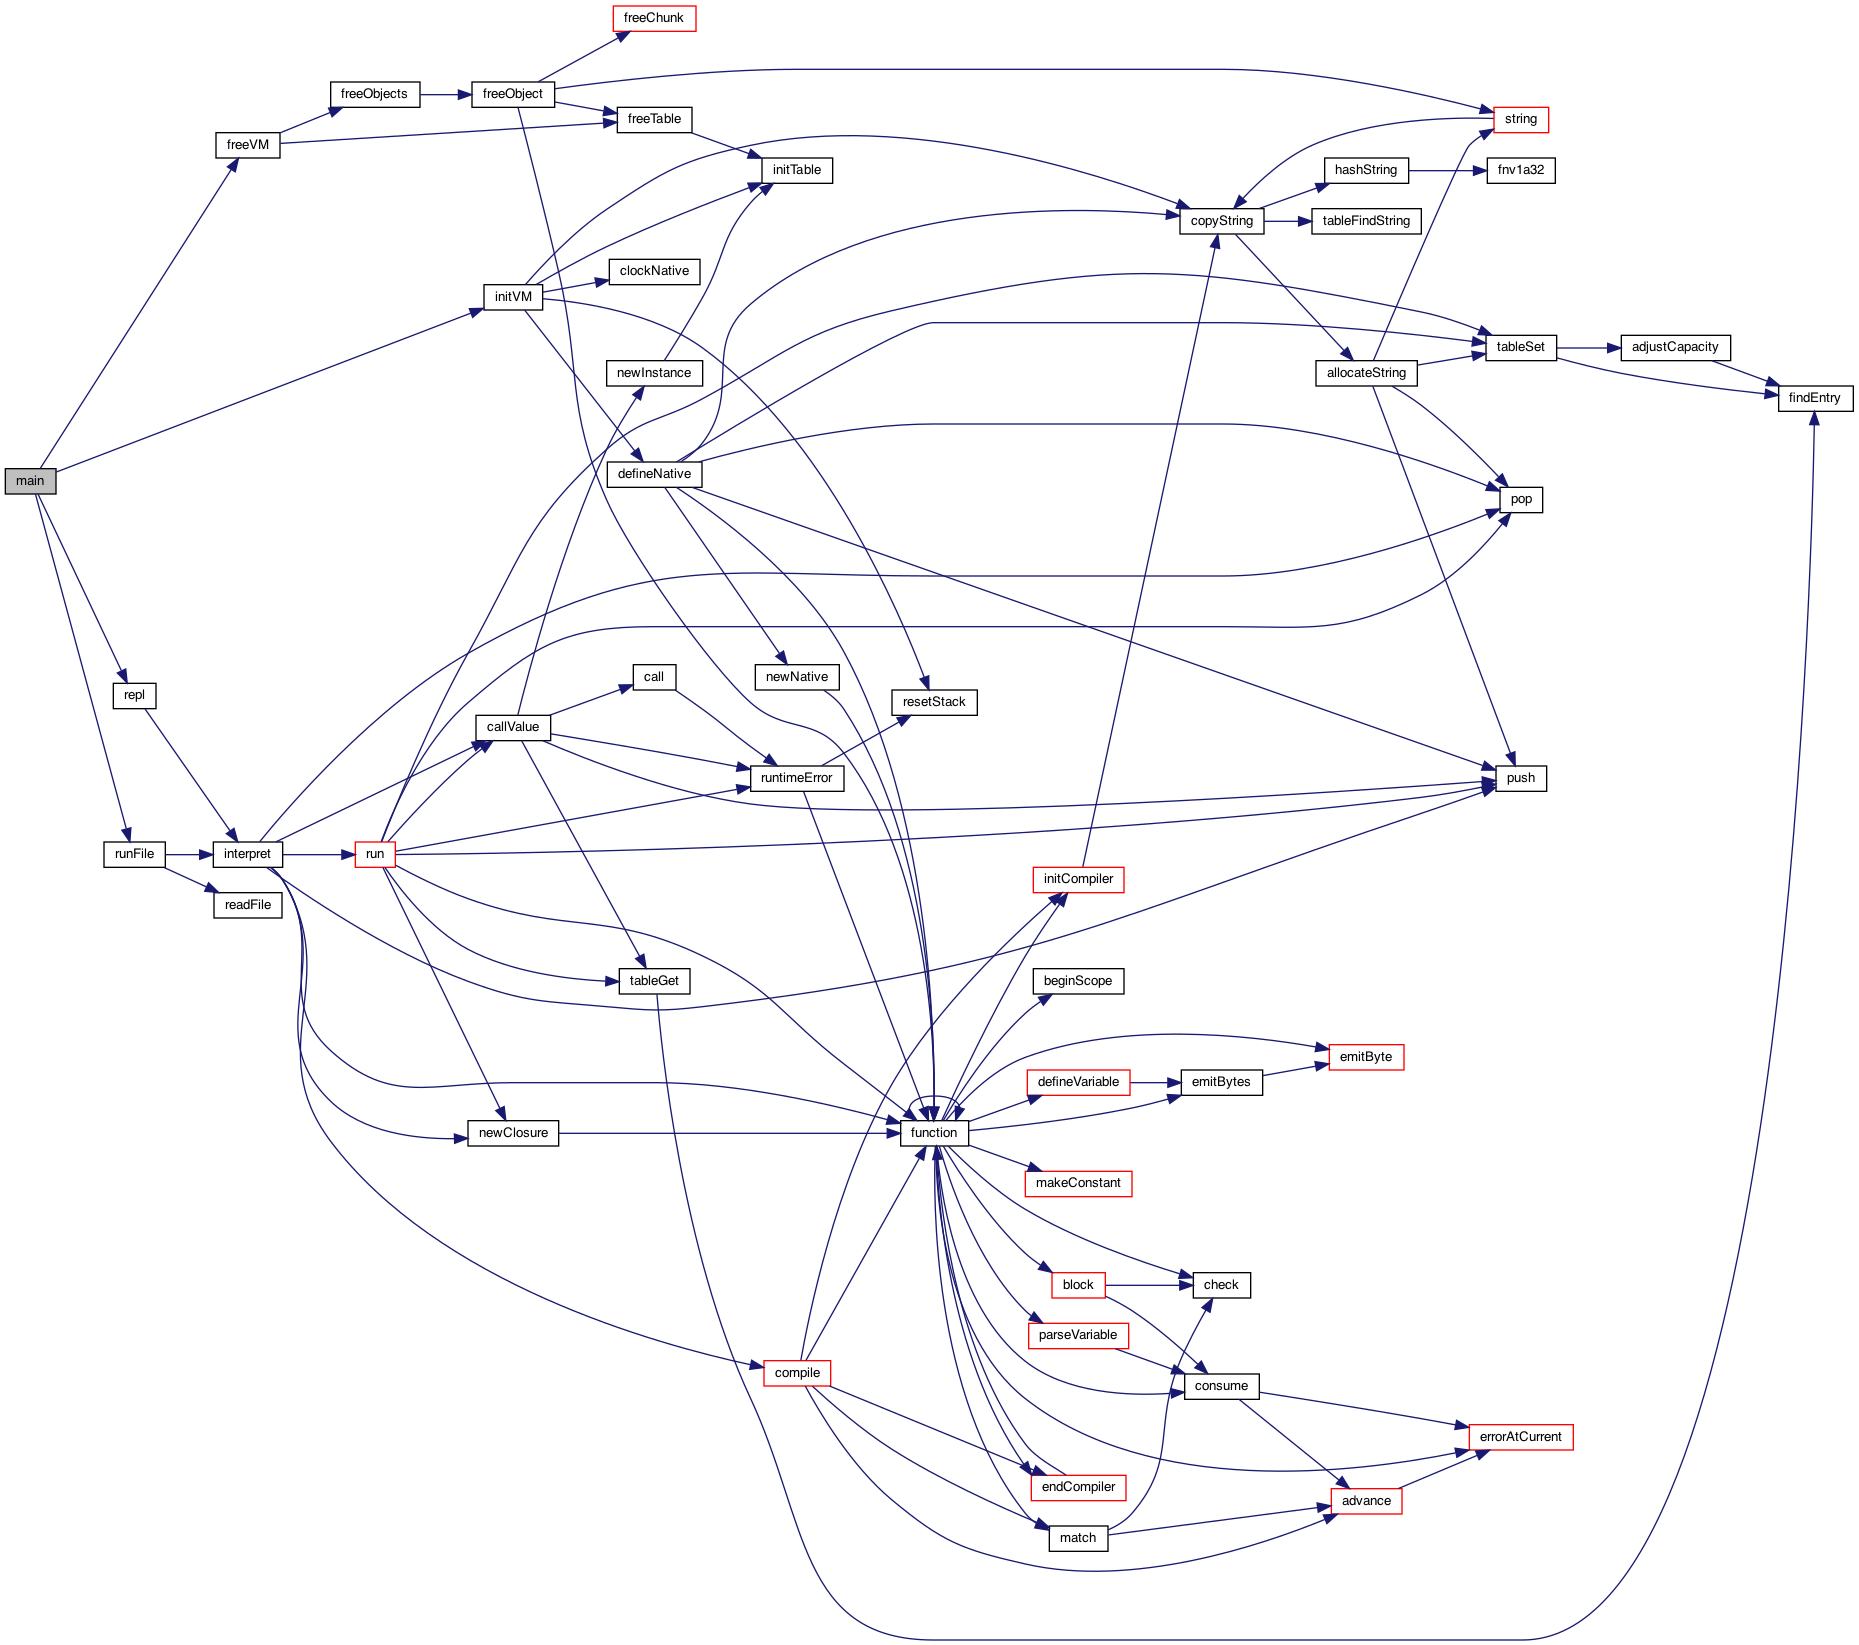 freeChunk
freeObjects
freeObject
freeTable
string
freeVM
initTable
hashString
fnv1a32
copyString
tableFindString
clockNative
initVM
tableSet
adjustCapacity
newInstance
allocateString
findEntry
defineNative
main
pop
call
newNative
repl
resetStack
callValue
runtimeError
push
runFile
interpret
run
initCompiler
readFile
tableGet
beginScope
emitByte
defineVariable
emitBytes
newClosure
function
makeConstant
block
check
parseVariable
compile
consume
errorAtCurrent
endCompiler
advance
match